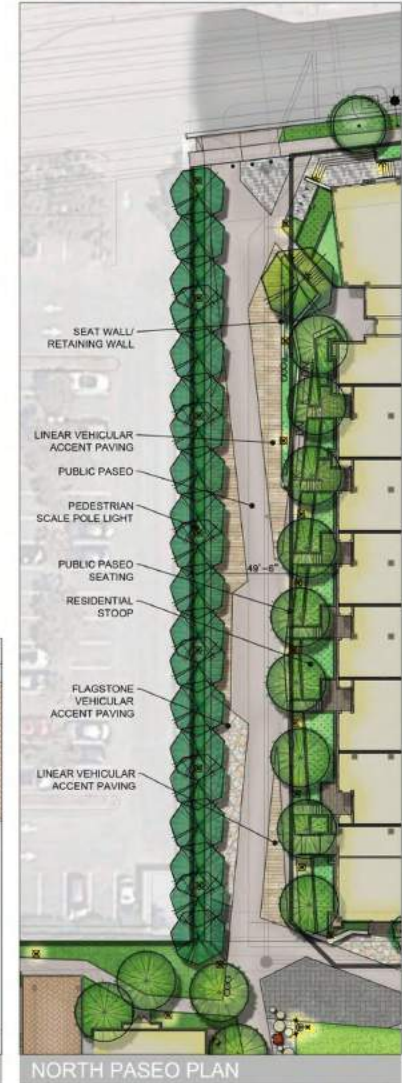 SEAT WALL/
RETAINING WALL
LINEAR VEHICULAR
ACCENT PAVING
PUBLIC PASEO
PEDESTRIAN
SCALE POLE LIGHT
49'-6"
PUBLIC PASEO
SEATING
RESIDENTIAL
STOOP
FLAGSTONE
VEHICULAR
ACCENT PAVING
LINEAR VEHICULAR
ACCENT PAVING
NORTH PASEO PLAN